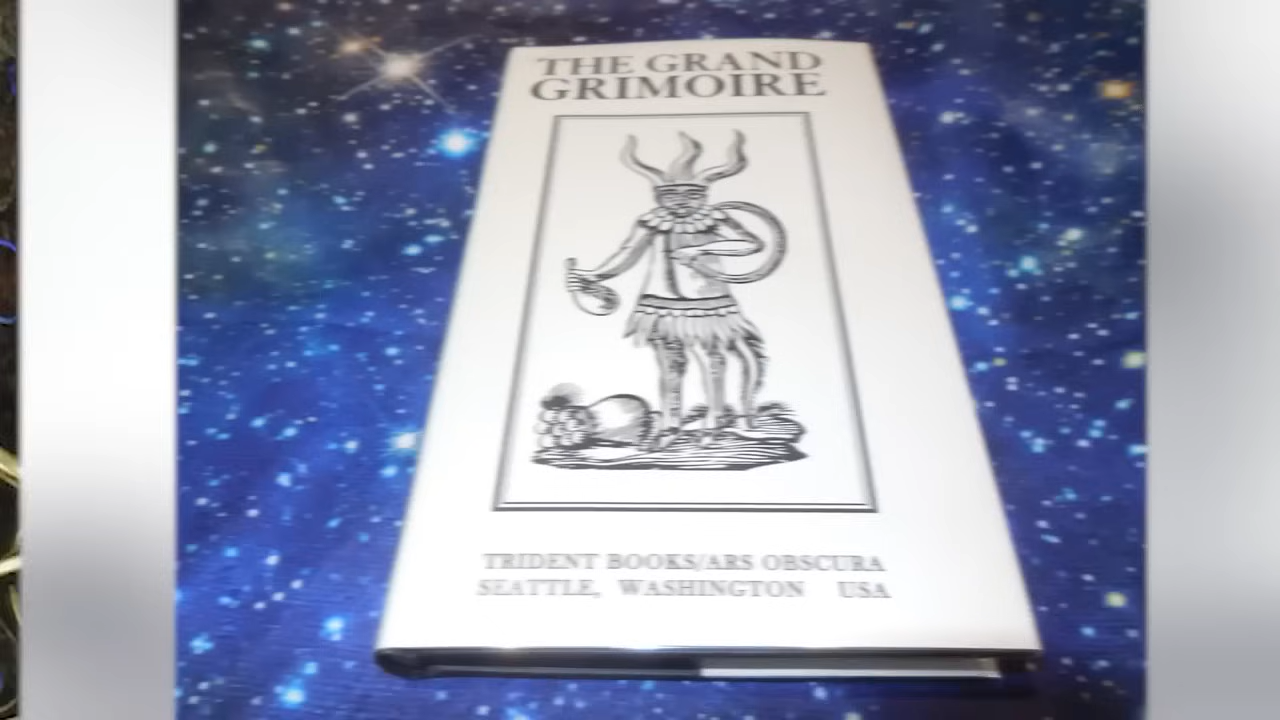 THE GRAND
GRIMOIRE
TRIDENT BOOKS/ARS OBSCURA
SEATTLE, WASHINGTON USA